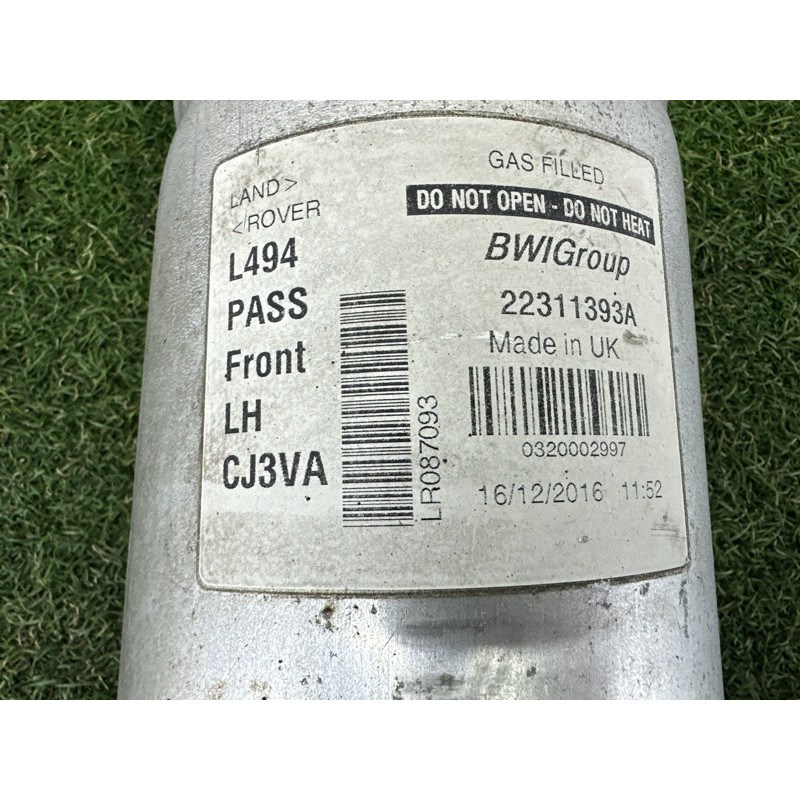 LAND>
<ROVER
L494
PASS
Front
LH
CJ3VA
LR087093
GAS FILLED
DO NOT OPEN - DO NOT HEAT
BWIGroup
22311393A
Made in UK
0320002997
16/12/2016 11:52